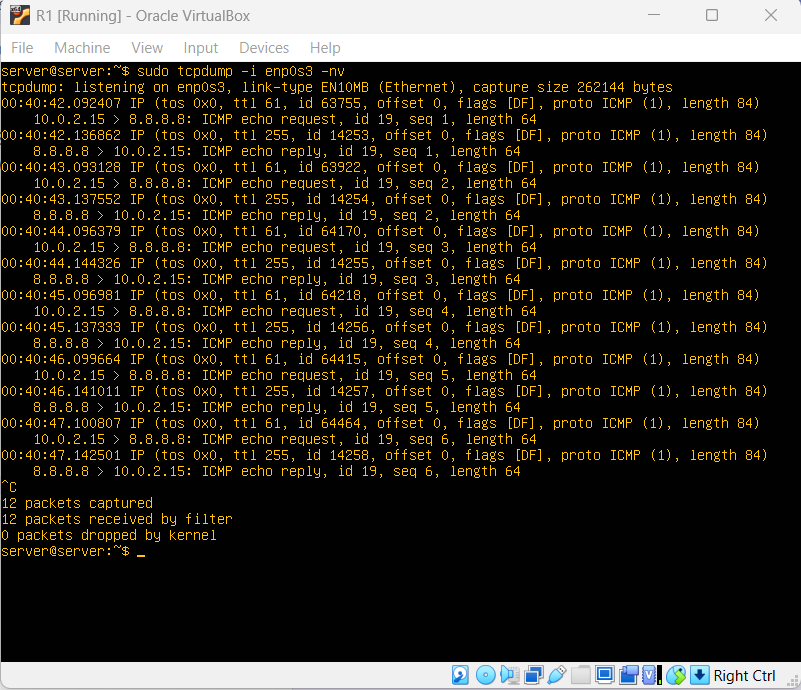 R1 [Running] - Oracle VirtualBox
File Machine View Input Devices Help
server@server:~$ sudo tcpdump -i enp0s3 -nv
tcpdump: listening on enp0s3, link-type EN10MB (Ethernet), capture size 262144 bytes
00:40:42.092407 IP (tos 0x0, ttl 61, id 63755, offset 0, flags [DF], proto ICMP (1), length 84)
    10.0.2.15 > 8.8.8.8: ICMP echo request, id 19, seq 1, length 64
00:40:42.136862 IP (tos 0x0, ttl 255, id 14253, offset 0, flags [DF], proto ICMP (1), length 84)
    8.8.8.8 > 10.0.2.15: ICMP echo reply, id 19, seq 1, length 64
00:40:43.093128 IP (tos 0x0, ttl 61, id 63922, offset 0, flags [DF], proto ICMP (1), length 84)
    10.0.2.15 > 8.8.8.8: ICMP echo request, id 19, seq 2, length 64
00:40:43.137552 IP (tos 0x0, ttl 255, id 14254, offset 0, flags [DF], proto ICMP (1), length 84)
    8.8.8.8 > 10.0.2.15: ICMP echo reply, id 19, seq 2, length 64
00:40:44.096379 IP (tos 0x0, ttl 61, id 64170, offset 0, flags [DF], proto ICMP (1), length 84)
    10.0.2.15 > 8.8.8.8: ICMP echo request, id 19, seq 3, length 64
00:40:44.144326 IP (tos 0x0, ttl 255, id 14255, offset 0, flags [DF], proto ICMP (1), length 84)
    8.8.8.8 > 10.0.2.15: ICMP echo reply, id 19, seq 3, length 64
00:40:45.096981 IP (tos 0x0, ttl 61, id 64218, offset 0, flags [DF], proto ICMP (1), length 84)
    10.0.2.15 > 8.8.8.8: ICMP echo request, id 19, seq 4, length 64
00:40:45.137333 IP (tos 0x0, ttl 255, id 14256, offset 0, flags [DF], proto ICMP (1), length 84)
    8.8.8.8 > 10.0.2.15: ICMP echo reply, id 19, seq 4, length 64
00:40:46.099664 IP (tos 0x0, ttl 61, id 64415, offset 0, flags [DF], proto ICMP (1), length 84)
    10.0.2.15 > 8.8.8.8: ICMP echo request, id 19, seq 5, length 64
00:40:46.141011 IP (tos 0x0, ttl 255, id 14257, offset 0, flags [DF], proto ICMP (1), length 84)
    8.8.8.8 > 10.0.2.15: ICMP echo reply, id 19, seq 5, length 64
00:40:47.100807 IP (tos 0x0, ttl 61, id 64464, offset 0, flags [DF], proto ICMP (1), length 84)
    10.0.2.15 > 8.8.8.8: ICMP echo request, id 19, seq 6, length 64
00:40:47.142501 IP (tos 0x0, ttl 255, id 14258, offset 0, flags [DF], proto ICMP (1), length 84)
    8.8.8.8 > 10.0.2.15: ICMP echo reply, id 19, seq 6, length 64
^C
12 packets captured
12 packets received by filter
0 packets dropped by kernel
server@server:~$ _
Right Ctrl